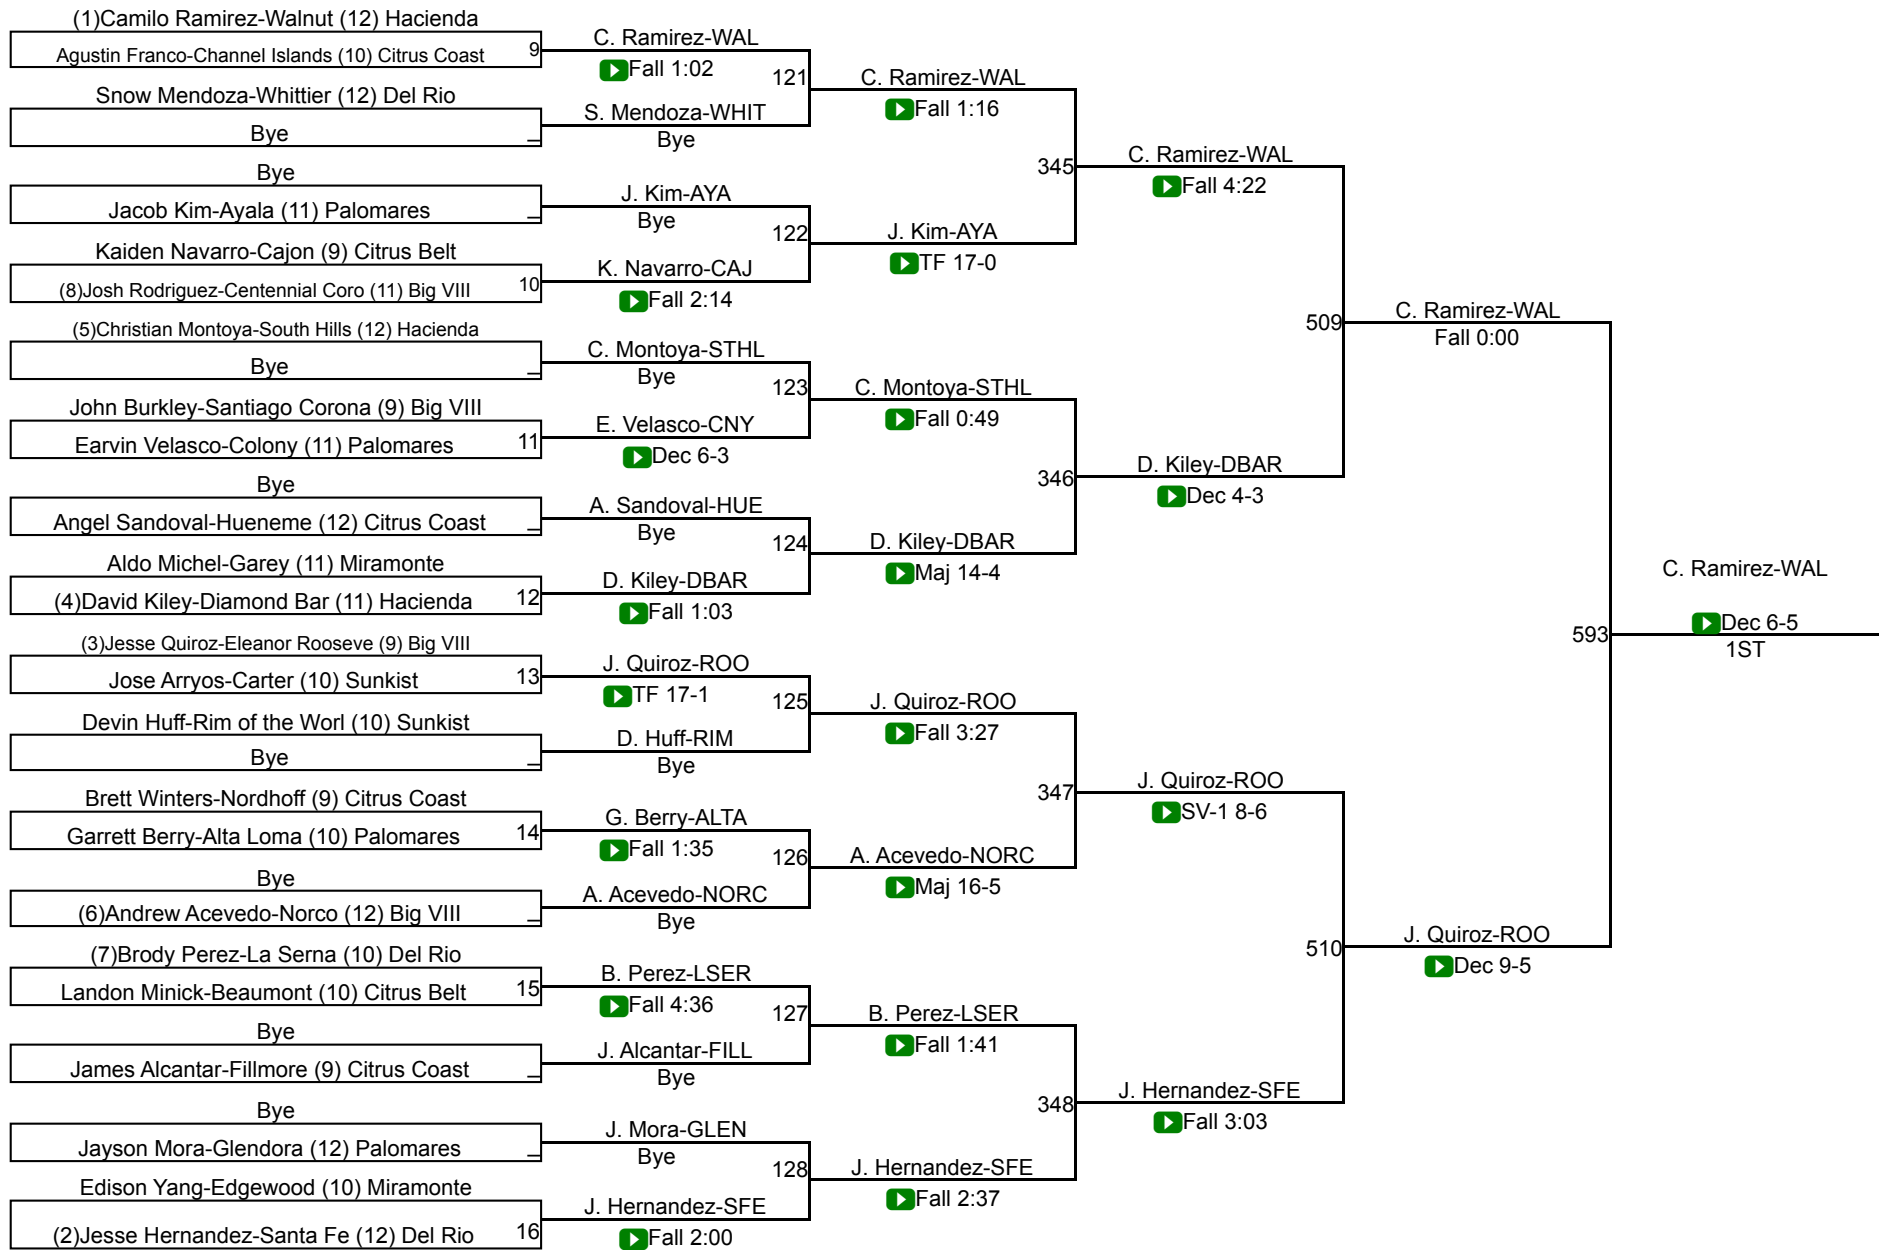 (1)Camilo Ramirez-Walnut (12) Hacienda
Agustin Franco-Channel Islands (10) Citrus Coast 9
Snow Mendoza-Whittier (12) Del Rio
Bye _
Bye
Jacob Kim-Ayala (11) Palomares _
Kaiden Navarro-Cajon (9) Citrus Belt
(8)Josh Rodriguez-Centennial Coro (11) Big VIII 10
(5)Christian Montoya-South Hills (12) Hacienda
Bye _
John Burkley-Santiago Corona (9) Big VIII
Earvin Velasco-Colony (11) Palomares 11
Bye
Angel Sandoval-Hueneme (12) Citrus Coast _
Aldo Michel-Garey (11) Miramonte
(4)David Kiley-Diamond Bar (11) Hacienda 12
(3)Jesse Quiroz-Eleanor Rooseve (9) Big VIII
Jose Arryos-Carter (10) Sunkist 13
Devin Huff-Rim of the Worl (10) Sunkist
Bye _
Brett Winters-Nordhoff (9) Citrus Coast
Garrett Berry-Alta Loma (10) Palomares 14
Bye
(6)Andrew Acevedo-Norco (12) Big VIII _
(7)Brody Perez-La Serna (10) Del Rio
Landon Minick-Beaumont (10) Citrus Belt 15
Bye
James Alcantar-Fillmore (9) Citrus Coast _
Bye
Jayson Mora-Glendora (12) Palomares _
Edison Yang-Edgewood (10) Miramonte
(2)Jesse Hernandez-Santa Fe (12) Del Rio 16
C. Ramirez-WAL
Fall 1:02
121
S. Mendoza-WHIT
Bye
J. Kim-AYA
Bye
122
K. Navarro-CAJ
Fall 2:14
C. Montoya-STHL
Bye
123
E. Velasco-CNY
Dec 6-3
A. Sandoval-HUE
Bye
124
D. Kiley-DBAR
Fall 1:03
J. Quiroz-ROO
TF 17-1
125
D. Huff-RIM
Bye
G. Berry-ALTA
Fall 1:35
126
A. Acevedo-NORC
Bye
B. Perez-LSER
Fall 4:36
127
J. Alcantar-FILL
Bye
J. Mora-GLEN
Bye
128
J. Hernandez-SFE
Fall 2:00
C. Ramirez-WAL
Fall 1:16
345
J. Kim-AYA
TF 17-0
C. Montoya-STHL
Fall 0:49
346
D. Kiley-DBAR
Maj 14-4
J. Quiroz-ROO
Fall 3:27
347
A. Acevedo-NORC
Maj 16-5
B. Perez-LSER
Fall 1:41
348
J. Hernandez-SFE
Fall 2:37
C. Ramirez-WAL
Fall 4:22
509
D. Kiley-DBAR
Dec 4-3
J. Quiroz-ROO
SV-1 8-6
510
J. Hernandez-SFE
Fall 3:03
C. Ramirez-WAL
Fall 0:00
593
J. Quiroz-ROO
Dec 9-5
C. Ramirez-WAL
Dec 6-5
1ST